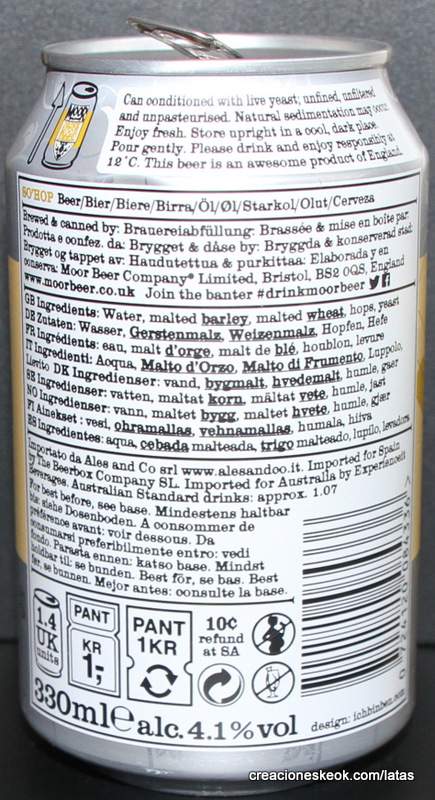 MOOR
Can conditioned with live yeast; unfined, unfiltered
and unpasteurised. Natural sedimentation may occur.
Enjoy fresh. Store upright in a cool, dark place.
Pour gently. Please drink and enjoy responsibly at
12°C. This beer is an awesome product of England.
SO'HOP Beer/Bier/Biere/Birra/Öl/Øl/Starkol/Olut/Cerveza
Brewed & canned by: Brauereiabfüllung: Brassée & mise en boîte par:
Prodotta e confez. da: Brygget & dåse by: Bryggda & konserverad stad:
Brygget og tappet av: Haudutettua & purkittaa: Elaborada y en
conserva: Moor Beer Company® Limited, Bristol, BS2 0QS, England
www.moorbeer.co.uk Join the banter #drinkmoorbeer
GB Ingredients: Water, malted barley, malted wheat, hops, yeast
DE Zutaten: Wasser, Gerstenmalz, Weizenmalz, Hopfen, Hefe
FR Ingrédients: eau, malt d'orge, malt de blé, houblon, levure
IT Ingredienti: Acqua, Malto d'Orzo, Malto di Frumento, Luppolo,
Lievito DK Ingredienser: vand, bygmalt, hvedemalt, humle, gær
SE Ingredienser: vatten, maltat korn, mältat vete, humle, jäst
NO Ingredienser: vann, maltet bygg, maltet hvete, humle, gjær
FI Ainekset: vesi, ohramallas, vehnamallas, humala, hiiva
ES Ingredientes: aqua, cebada malteada, trigo malteado, lupilo, levadura
Importato da Ales and Co srl www.alesandco.it. Imported for Spain
by The Beerbox Company SL. Imported for Australia by Experienceit
Beverages. Australian Standard drinks: approx. 1.07
For best before, see base. Mindestens haltbar
bis: siehe Dosenboden. A consommer de
préférence avant: voir dessous. Da
consumarsi preferibilmente entro: vedi
fondo. Parasta ennen: katso base. Mindst
holdbar til: se bunden. Best för, se bas. Best
før, se bunnen. Mejor antes: consulte la base.
1.4
UK
units
PANT
KR
1,-
PANT
1KR
10¢
refund
at SA
330ml e alc. 4.1% vol
design: ichbinben.com
creacioneskeok.com/latas